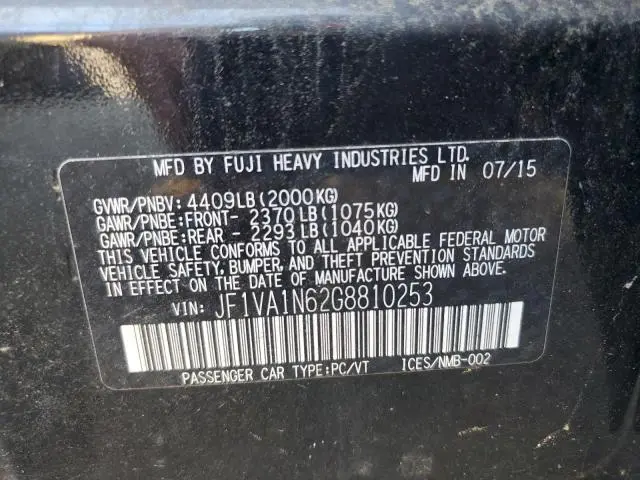 MFD BY FUJI HEAVY INDUSTRIES LTD.
MFD IN 07/15
GVWR/PNBV: 4409LB(2000KG)
GAWR/PNBE:FRONT- 2370LB(1075KG)
GAWR/PNBE:REAR - 2293LB(1040KG)
THIS VEHICLE CONFORMS TO ALL APPLICABLE FEDERAL MOTOR
VEHICLE SAFETY, BUMPER, AND THEFT PREVENTION STANDARDS
IN EFFECT ON THE DATE OF MANUFACTURE SHOWN ABOVE.
VIN: JF1VA1N62G8810253
PASSENGER CAR TYPE:PC/VT ICES/NMB-002